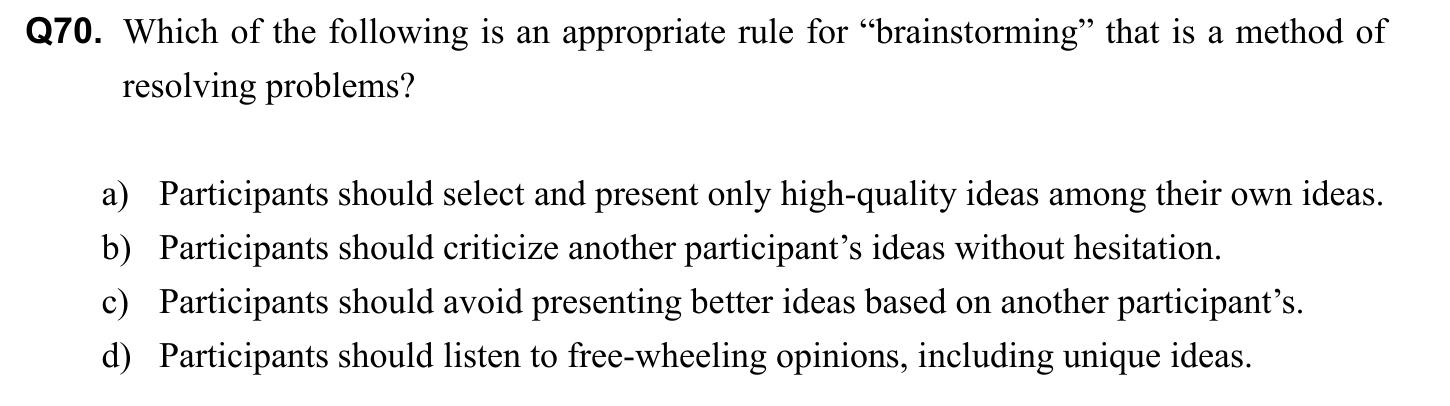 Q70. Which of the following is an appropriate rule for “brainstorming” that is a method of
resolving problems?
a) Participants should select and present only high-quality ideas among their own ideas.
b) Participants should criticize another participant’s ideas without hesitation.
c) Participants should avoid presenting better ideas based on another participant’s.
d) Participants should listen to free-wheeling opinions, including unique ideas.